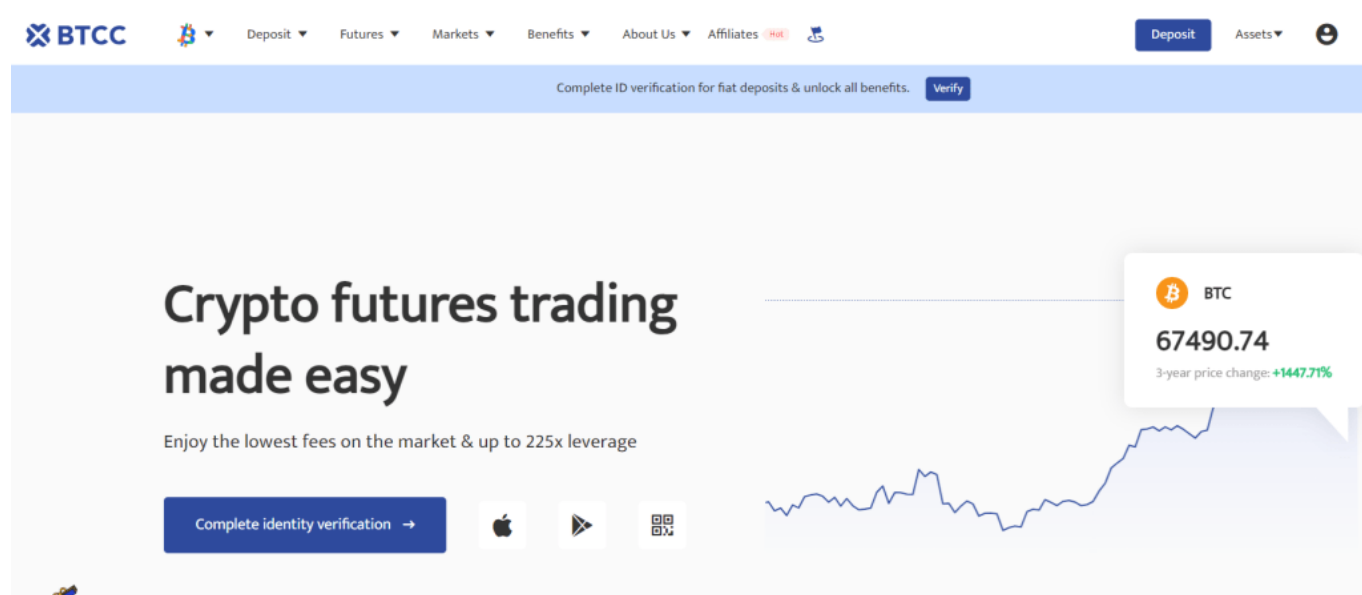 BTCC
Deposit Futures Markets Benefits About Us Affiliates Hot Deposit Assets
Complete ID verification for fiat deposits & unlock all benefits. Verify
Crypto futures trading
made easy
Enjoy the lowest fees on the market & up to 225x leverage
Complete identity verification →
BTC
67490.74
3-year price change: +1447.71%